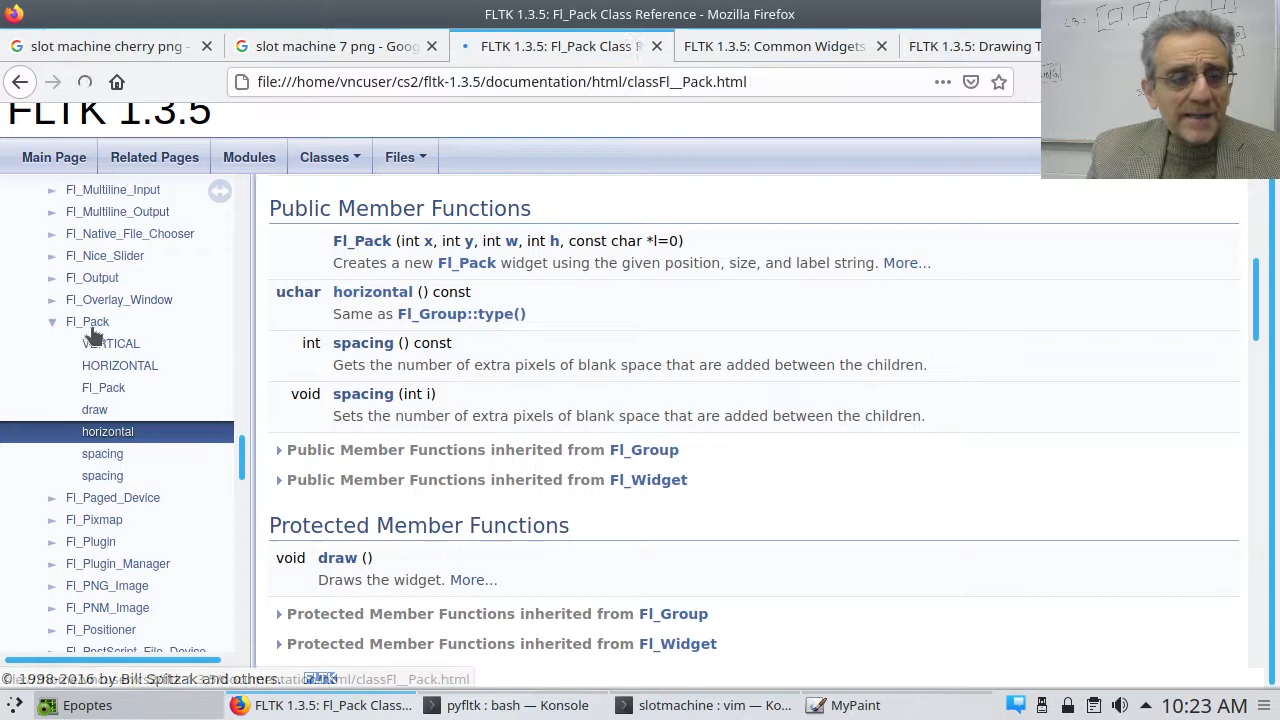 FLTK 1.3.5: Fl_Pack Class Reference - Mozilla Firefox
slot machine cherry png -
slot machine 7 png - Goog
FLTK 1.3.5: Fl_Pack Class
FLTK 1.3.5: Common Widgets
FLTK 1.3.5: Drawing T
file:///home/vncuser/cs2/fltk-1.3.5/documentation/html/classFl__Pack.html
FLTK 1.3.5
Main Page
Related Pages
Modules
Classes
Files
Fl_Multiline_Input
Fl_Multiline_Output
Fl_Native_File_Chooser
Fl_Nice_Slider
Fl_Output
Fl_Overlay_Window
Fl_Pack
VERTICAL
HORIZONTAL
Fl_Pack
draw
horizontal
spacing
spacing
Fl_Paged_Device
Fl_Pixmap
Fl_Plugin
Fl_Plugin_Manager
Fl_PNG_Image
Fl_PNM_Image
Fl_Positioner
Fl_PostScript_File_Device
Public Member Functions
Fl_Pack (int x, int y, int w, int h, const char *l=0)
Creates a new Fl_Pack widget using the given position, size, and label string. More...
uchar horizontal () const
Same as Fl_Group::type()
int spacing () const
Gets the number of extra pixels of blank space that are added between the children.
void spacing (int i)
Sets the number of extra pixels of blank space that are added between the children.
Public Member Functions inherited from Fl_Group
Public Member Functions inherited from Fl_Widget
Protected Member Functions
void draw ()
Draws the widget. More...
Protected Member Functions inherited from Fl_Group
Protected Member Functions inherited from Fl_Widget
© 1998-2016 by Bill Spitzak and others. FLTK
Epoptes
FLTK 1.3.5: Fl_Pack Class...
pyfltk : bash — Konsole
slotmachine : vim — Ko...
MyPaint
10:23 AM